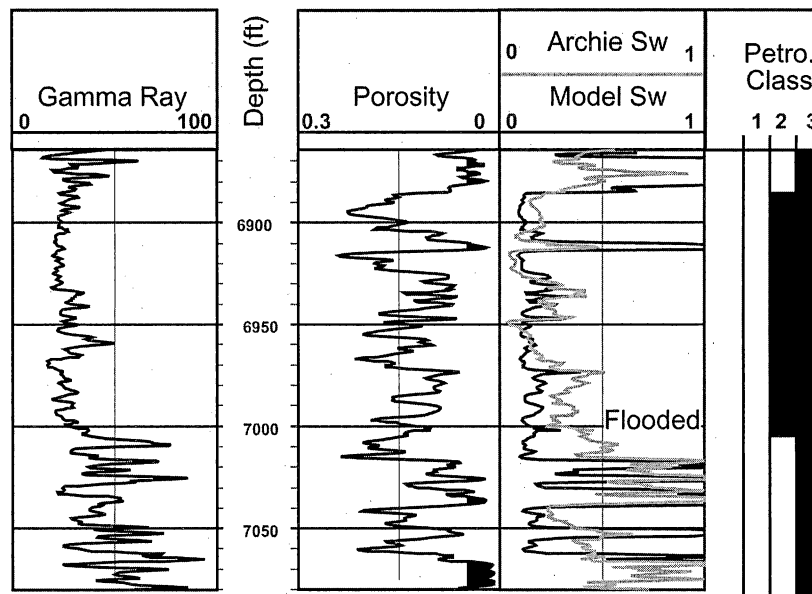 Gamma Ray
0 100
Depth (ft)
Porosity
0.3 0
Archie Sw
0 1
Model Sw
0 1
Petro.
Class
1 2 3
6900
6950
7000
7050
Flooded